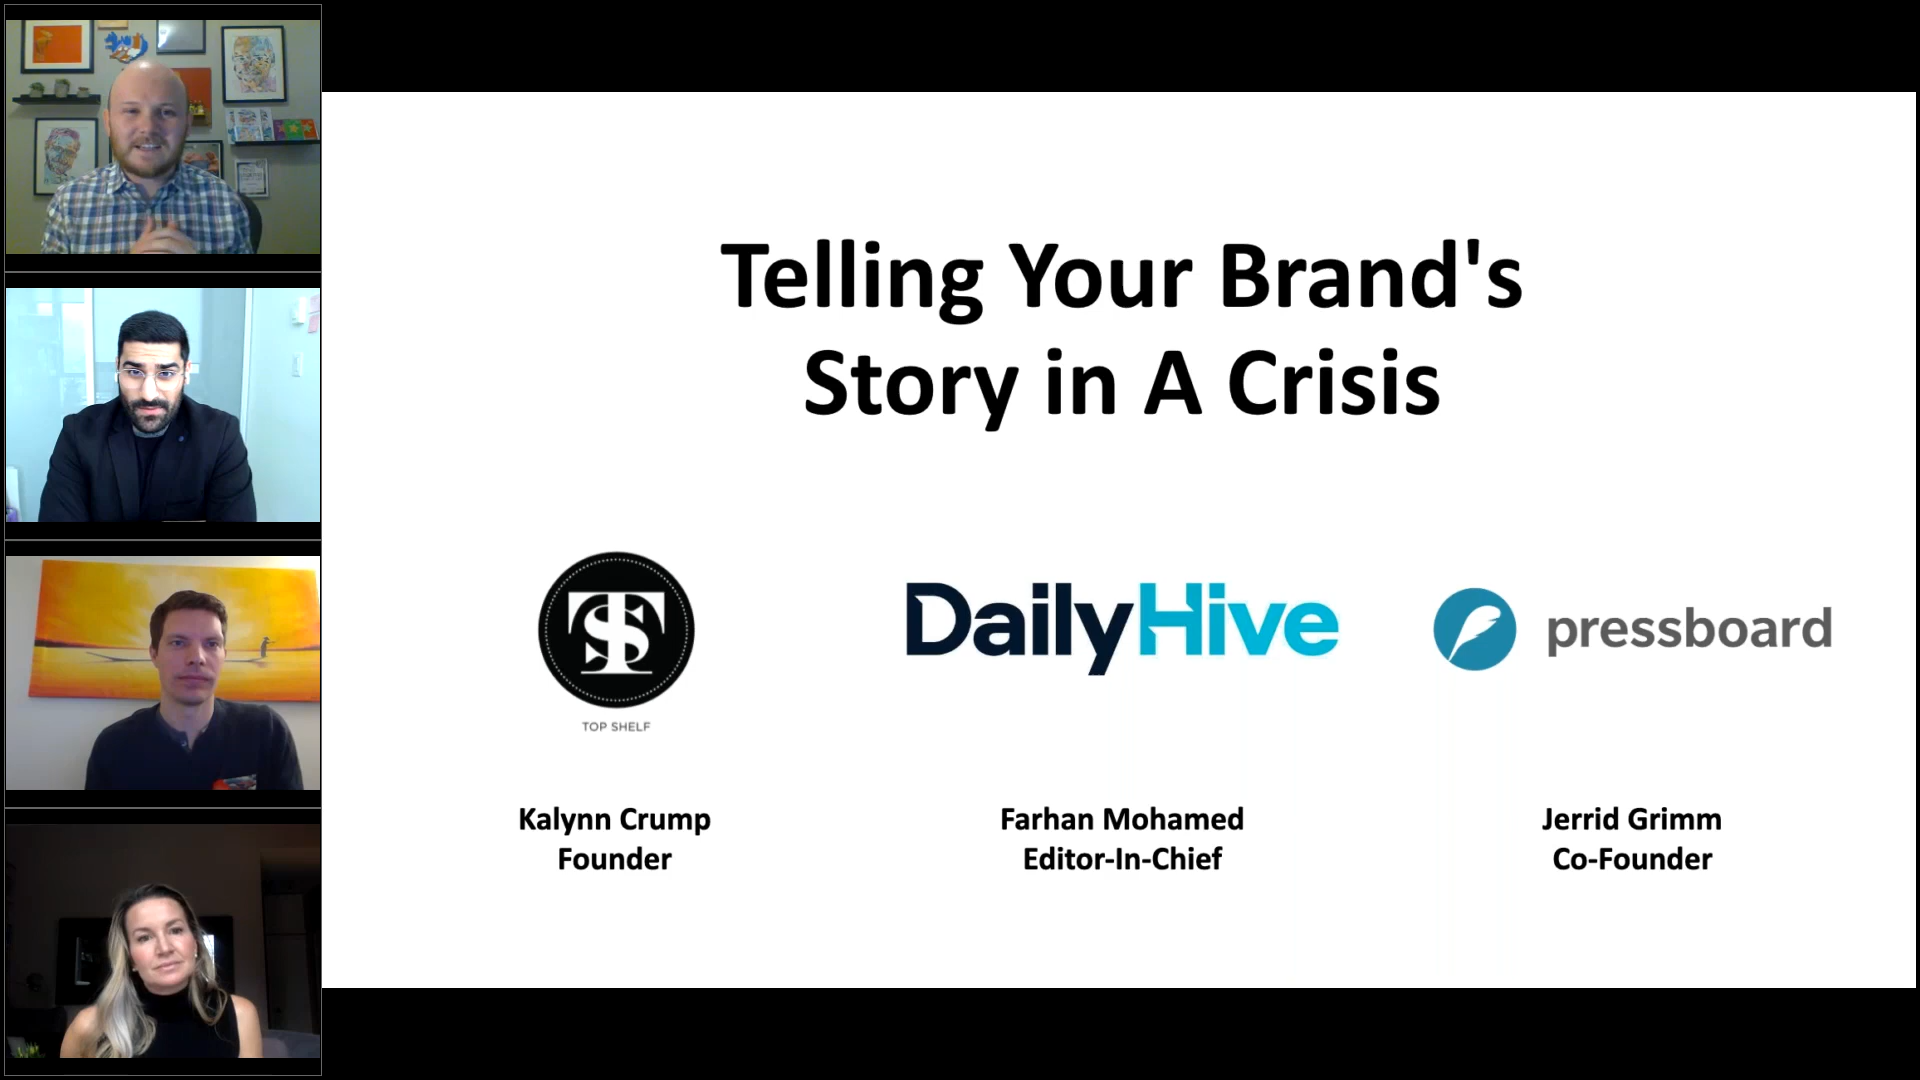 Telling Your Brand's
Story in A Crisis
TS
TOP SHELF
DailyHive
pressboard
Kalynn Crump
Founder
Farhan Mohamed
Editor-In-Chief
Jerrid Grimm
Co-Founder